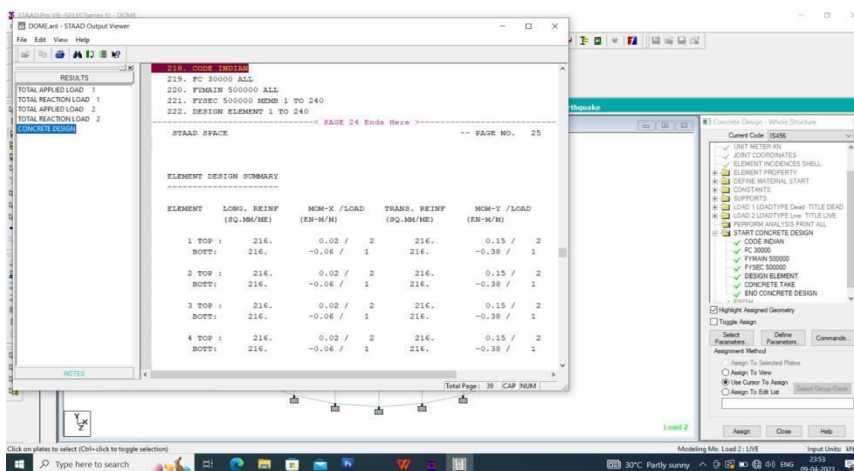 STAAD.Pro V8i (SELECTseries 5) - DOME
DOME.anl - STAAD Output Viewer
File Edit View Help
RESULTS
TOTAL APPLIED LOAD 1
TOTAL REACTION LOAD 1
TOTAL APPLIED LOAD 2
TOTAL REACTION LOAD 2
CONCRETE DESIGN
NOTES
218. CODE INDIAN
219. FC 30000 ALL
220. FYMAIN 500000 ALL
221. FYSEC 500000 MEMB 1 TO 240
222. DESIGN ELEMENT 1 TO 240
< PAGE 24 Ends Here >
STAAD SPACE -- PAGE NO. 25
ELEMENT DESIGN SUMMARY
----------------------
ELEMENT LONG. REINF MOM-X /LOAD TRANS. REINF MOM-Y /LOAD
(SQ.MM/ME) (KN-M/M) (SQ.MM/ME) (KN-M/M)
1 TOP : 216. 0.02 / 2 216. 0.15 / 2
BOTT: 216. -0.06 / 1 216. -0.38 / 1
2 TOP : 216. 0.02 / 2 216. 0.15 / 2
BOTT: 216. -0.06 / 1 216. -0.38 / 1
3 TOP : 216. 0.02 / 2 216. 0.15 / 2
BOTT: 216. -0.06 / 1 216. -0.38 / 1
4 TOP : 216. 0.02 / 2 216. 0.15 / 2
BOTT: 216. -0.06 / 1 216. -0.38 / 1
Total Page : 39 CAP NUM
Y
X
Z
Load 2
Concrete Design - Whole Structure
Current Code: IS456
UNIT METER KN
JOINT COORDINATES
ELEMENT INCIDENCES SHELL
ELEMENT PROPERTY
DEFINE MATERIAL START
CONSTANTS
SUPPORTS
LOAD 1 LOADTYPE Dead TITLE DEAD
LOAD 2 LOADTYPE Live TITLE LIVE
PERFORM ANALYSIS PRINT ALL
START CONCRETE DESIGN
CODE INDIAN
FC 30000
FYMAIN 500000
FYSEC 500000
DESIGN ELEMENT
CONCRETE TAKE
END CONCRETE DESIGN
FINISH
Highlight Assigned Geometry
Toggle Assign
Select Parameters...
Define Parameters...
Commands...
Assignment Method
Assign To Selected Plates
Assign To View
Use Cursor To Assign
Assign To Edit List
Select Group/Deck
Assign Close Help
Click on plates to select (Ctrl+click to toggle selection)
Modeling Mo Load 2 : LIVE Input Units: kN
Type here to search
30°C Partly sunny
ENG
23:53
09-04-2023